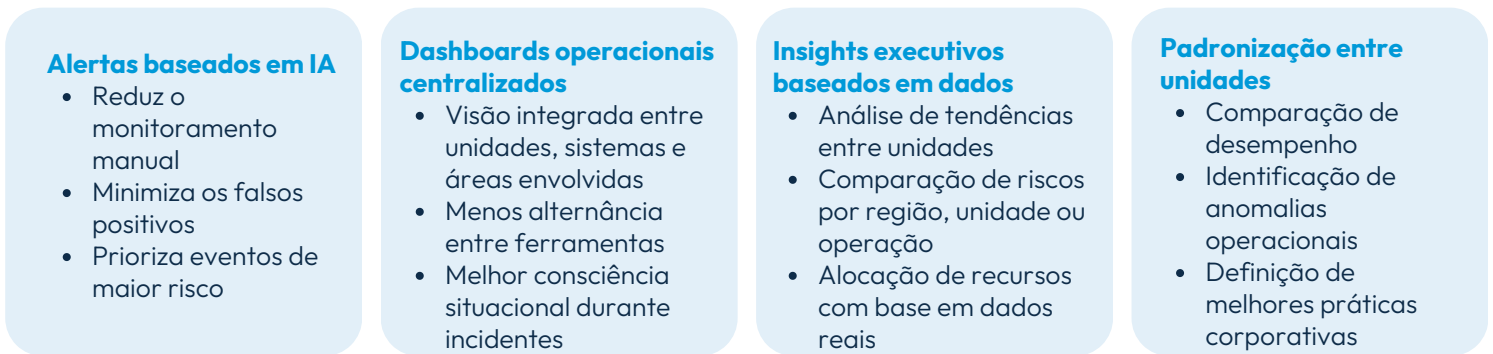 Alertas baseados em IA
• Reduz o
monitoramento
manual
• Minimiza os falsos
positivos
• Prioriza eventos de
maior risco
Dashboards operacionais
centralizados
• Visão integrada entre
unidades, sistemas e
áreas envolvidas
• Menos alternância
entre ferramentas
• Melhor consciência
situacional durante
incidentes
Insights executivos
baseados em dados
• Análise de tendências
entre unidades
• Comparação de riscos
por região, unidade ou
operação
• Alocação de recursos
com base em dados
reais
Padronização entre
unidades
• Comparação de
desempenho
• Identificação de
anomalias
operacionais
• Definição de
melhores práticas
corporativas